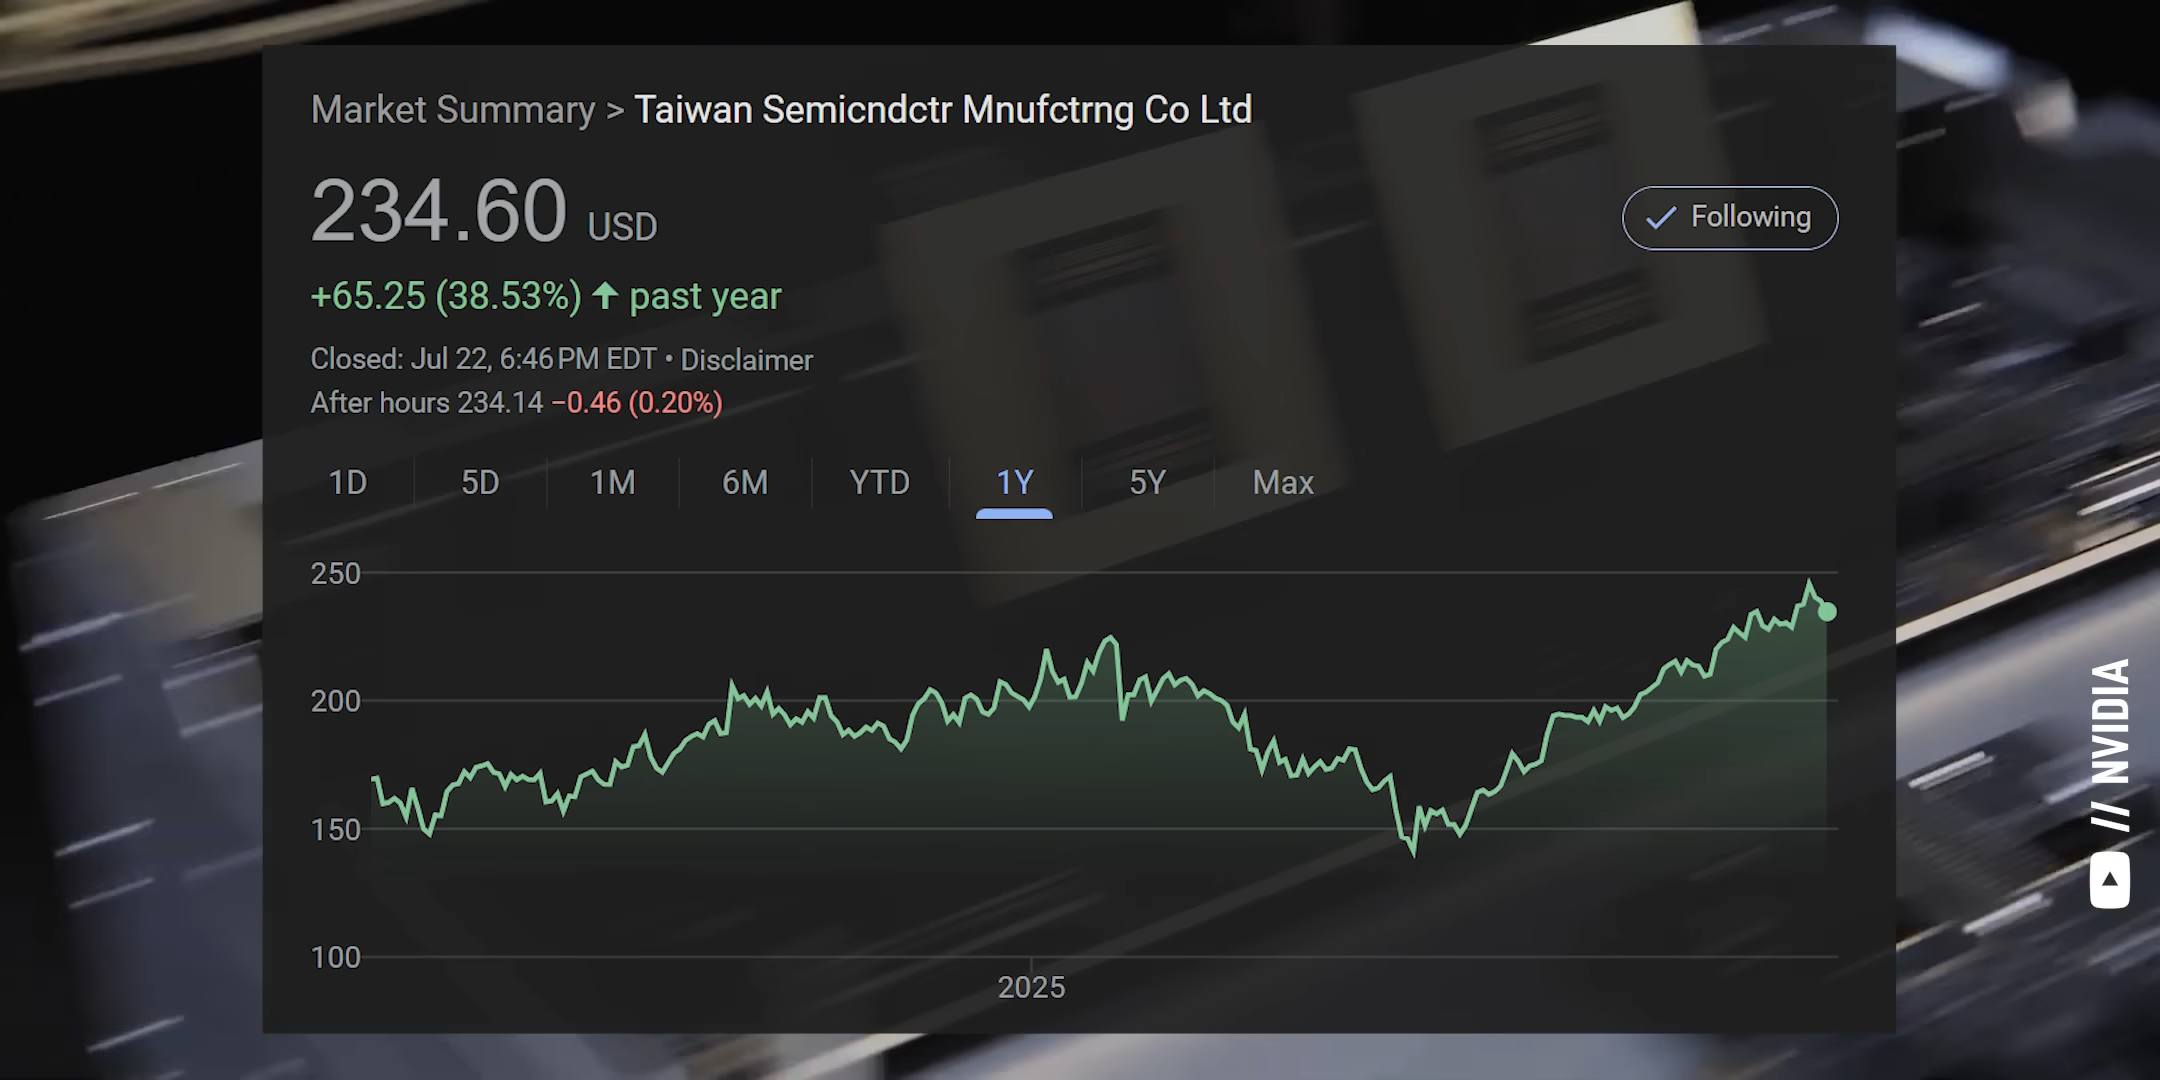 Market Summary > Taiwan Semicndctr Mnufctrng Co Ltd
234.60 USD
Following
+65.25 (38.53%) ↑ past year
Closed: Jul 22, 6:46 PM EDT • Disclaimer
After hours 234.14 −0.46 (0.20%)
1D 5D 1M 6M YTD 1Y 5Y Max
250
200
150
100
2025
// NVIDIA